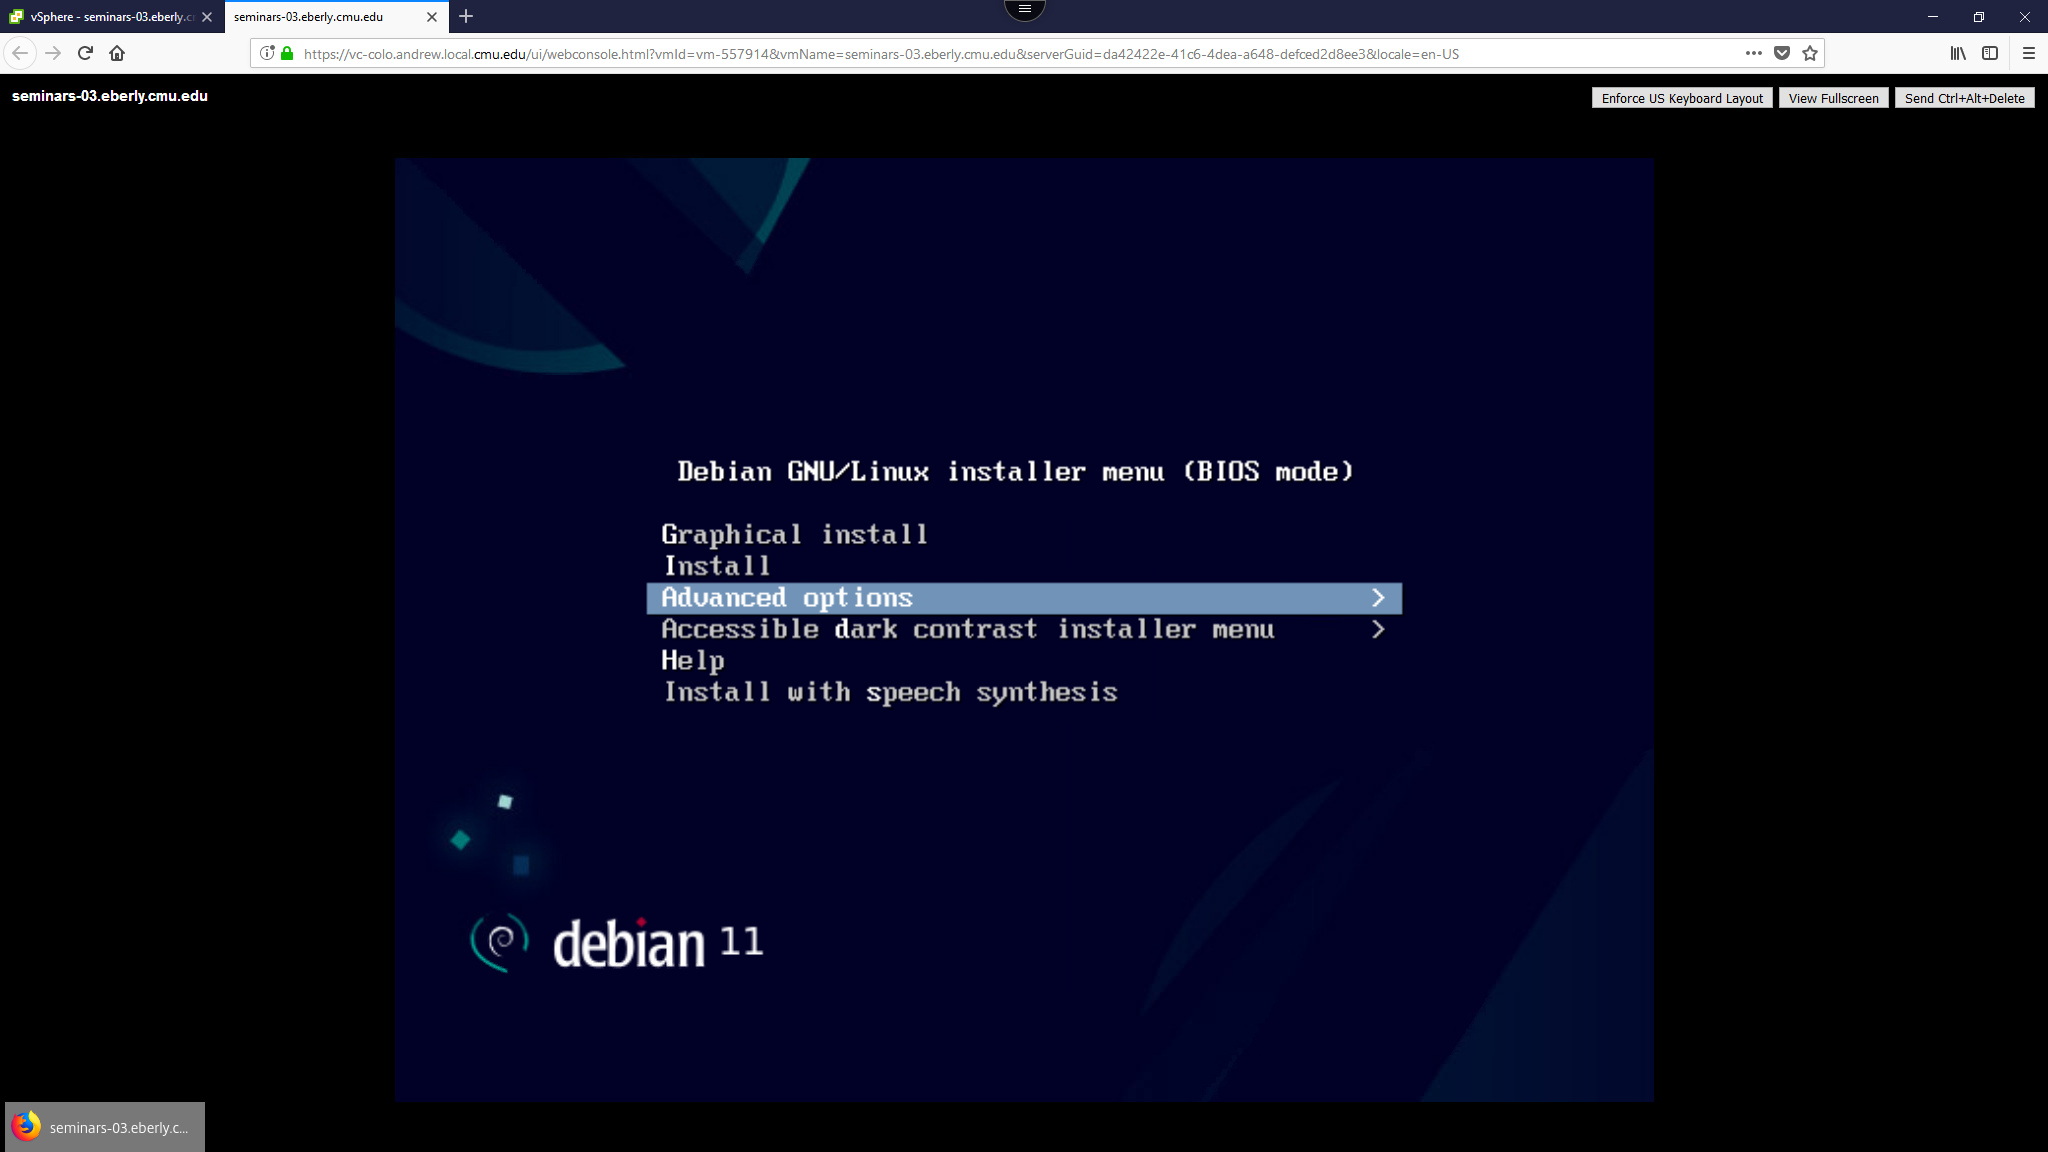 vSphere - seminars-03.eberly.c
seminars-03.eberly.cmu.edu
https://vc-colo.andrew.local.cmu.edu/ui/webconsole.html?vmId=vm-557914&vmName=seminars-03.eberly.cmu.edu&serverGuid=da42422e-41c6-4dea-a648-defced2d8ee3&locale=en-US
seminars-03.eberly.cmu.edu
Enforce US Keyboard Layout
View Fullscreen
Send Ctrl+Alt+Delete
Debian GNU/Linux installer menu (BIOS mode)
Graphical install
Install
Advanced options >
Accessible dark contrast installer menu >
Help
Install with speech synthesis
debian 11
seminars-03.eberly.c...